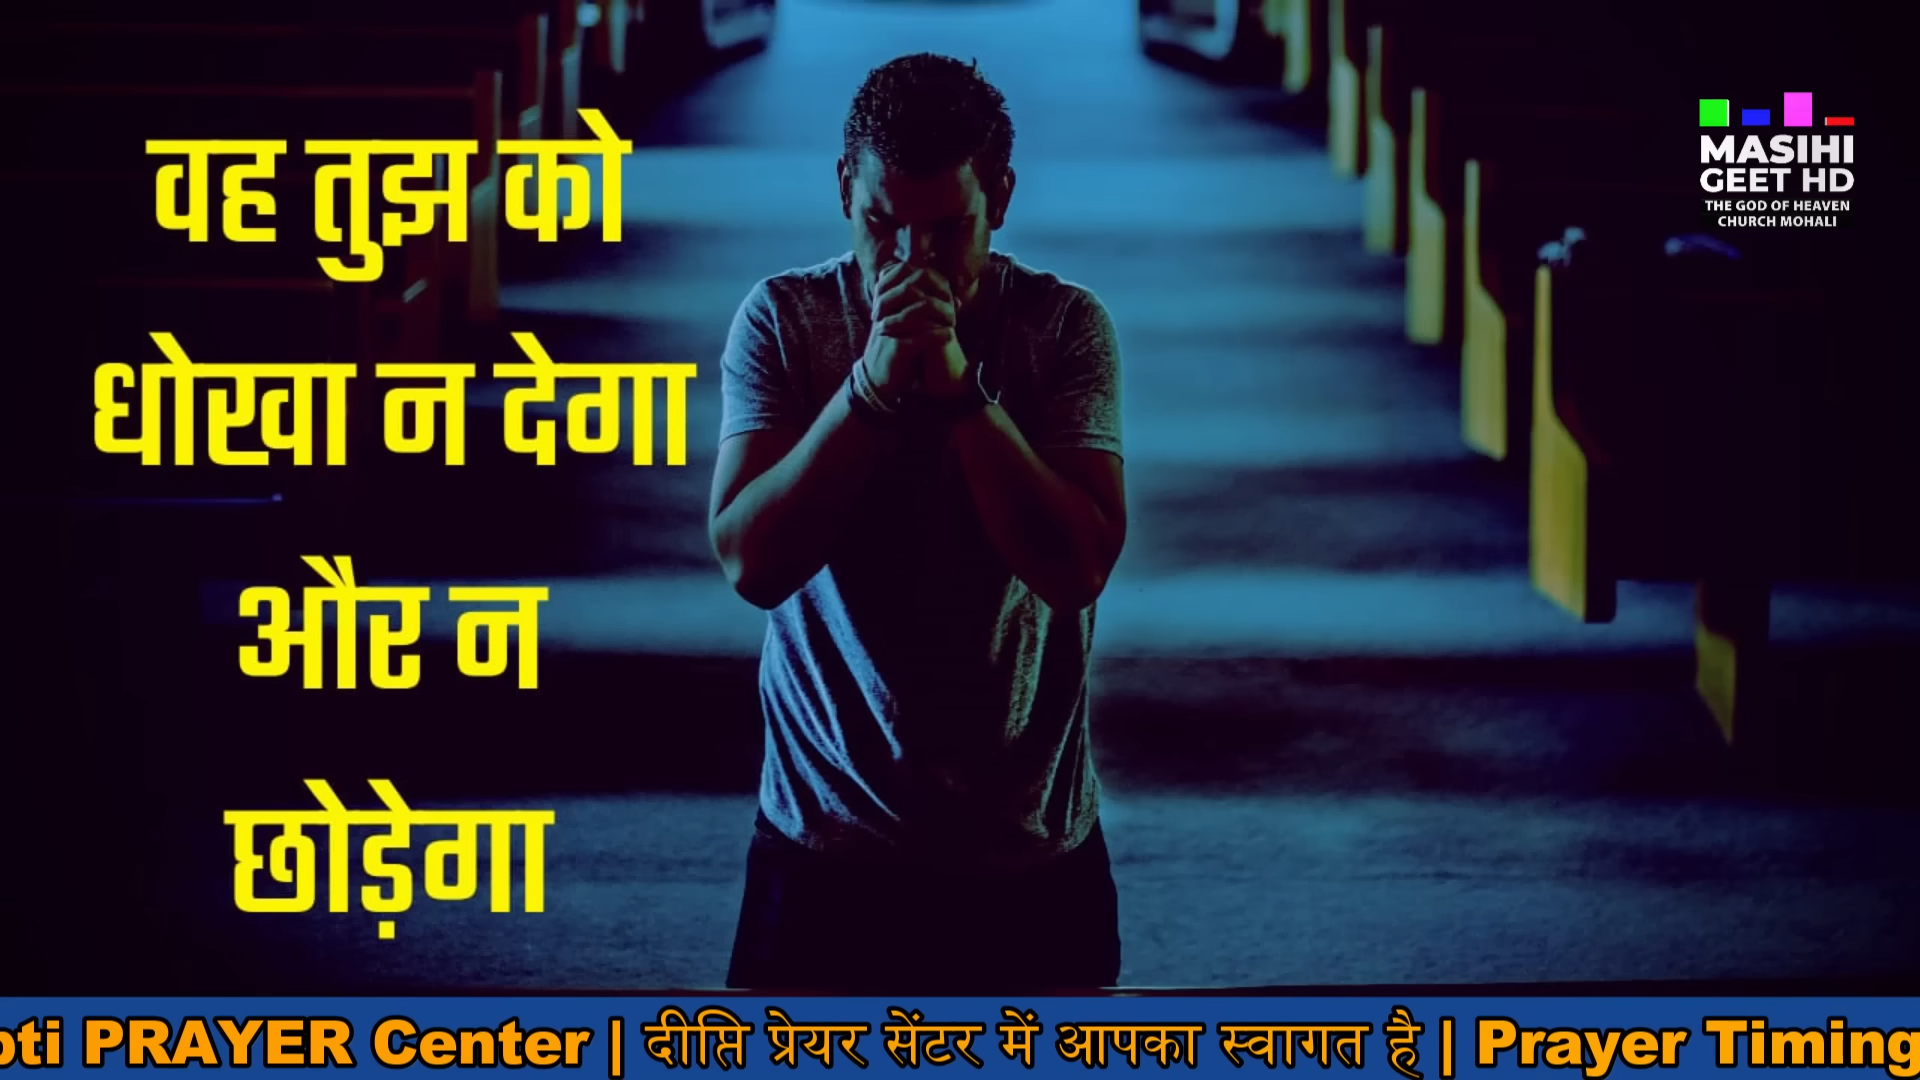 वह तुझ को
धोखा न देगा
और न
छोड़ेगा
MASIHI
GEET HD
THE GOD OF HEAVEN
CHURCH MOHALI
PRAYER Center | दीप्ति प्रेयर सेंटर में आपका स्वागत है | Prayer Timing